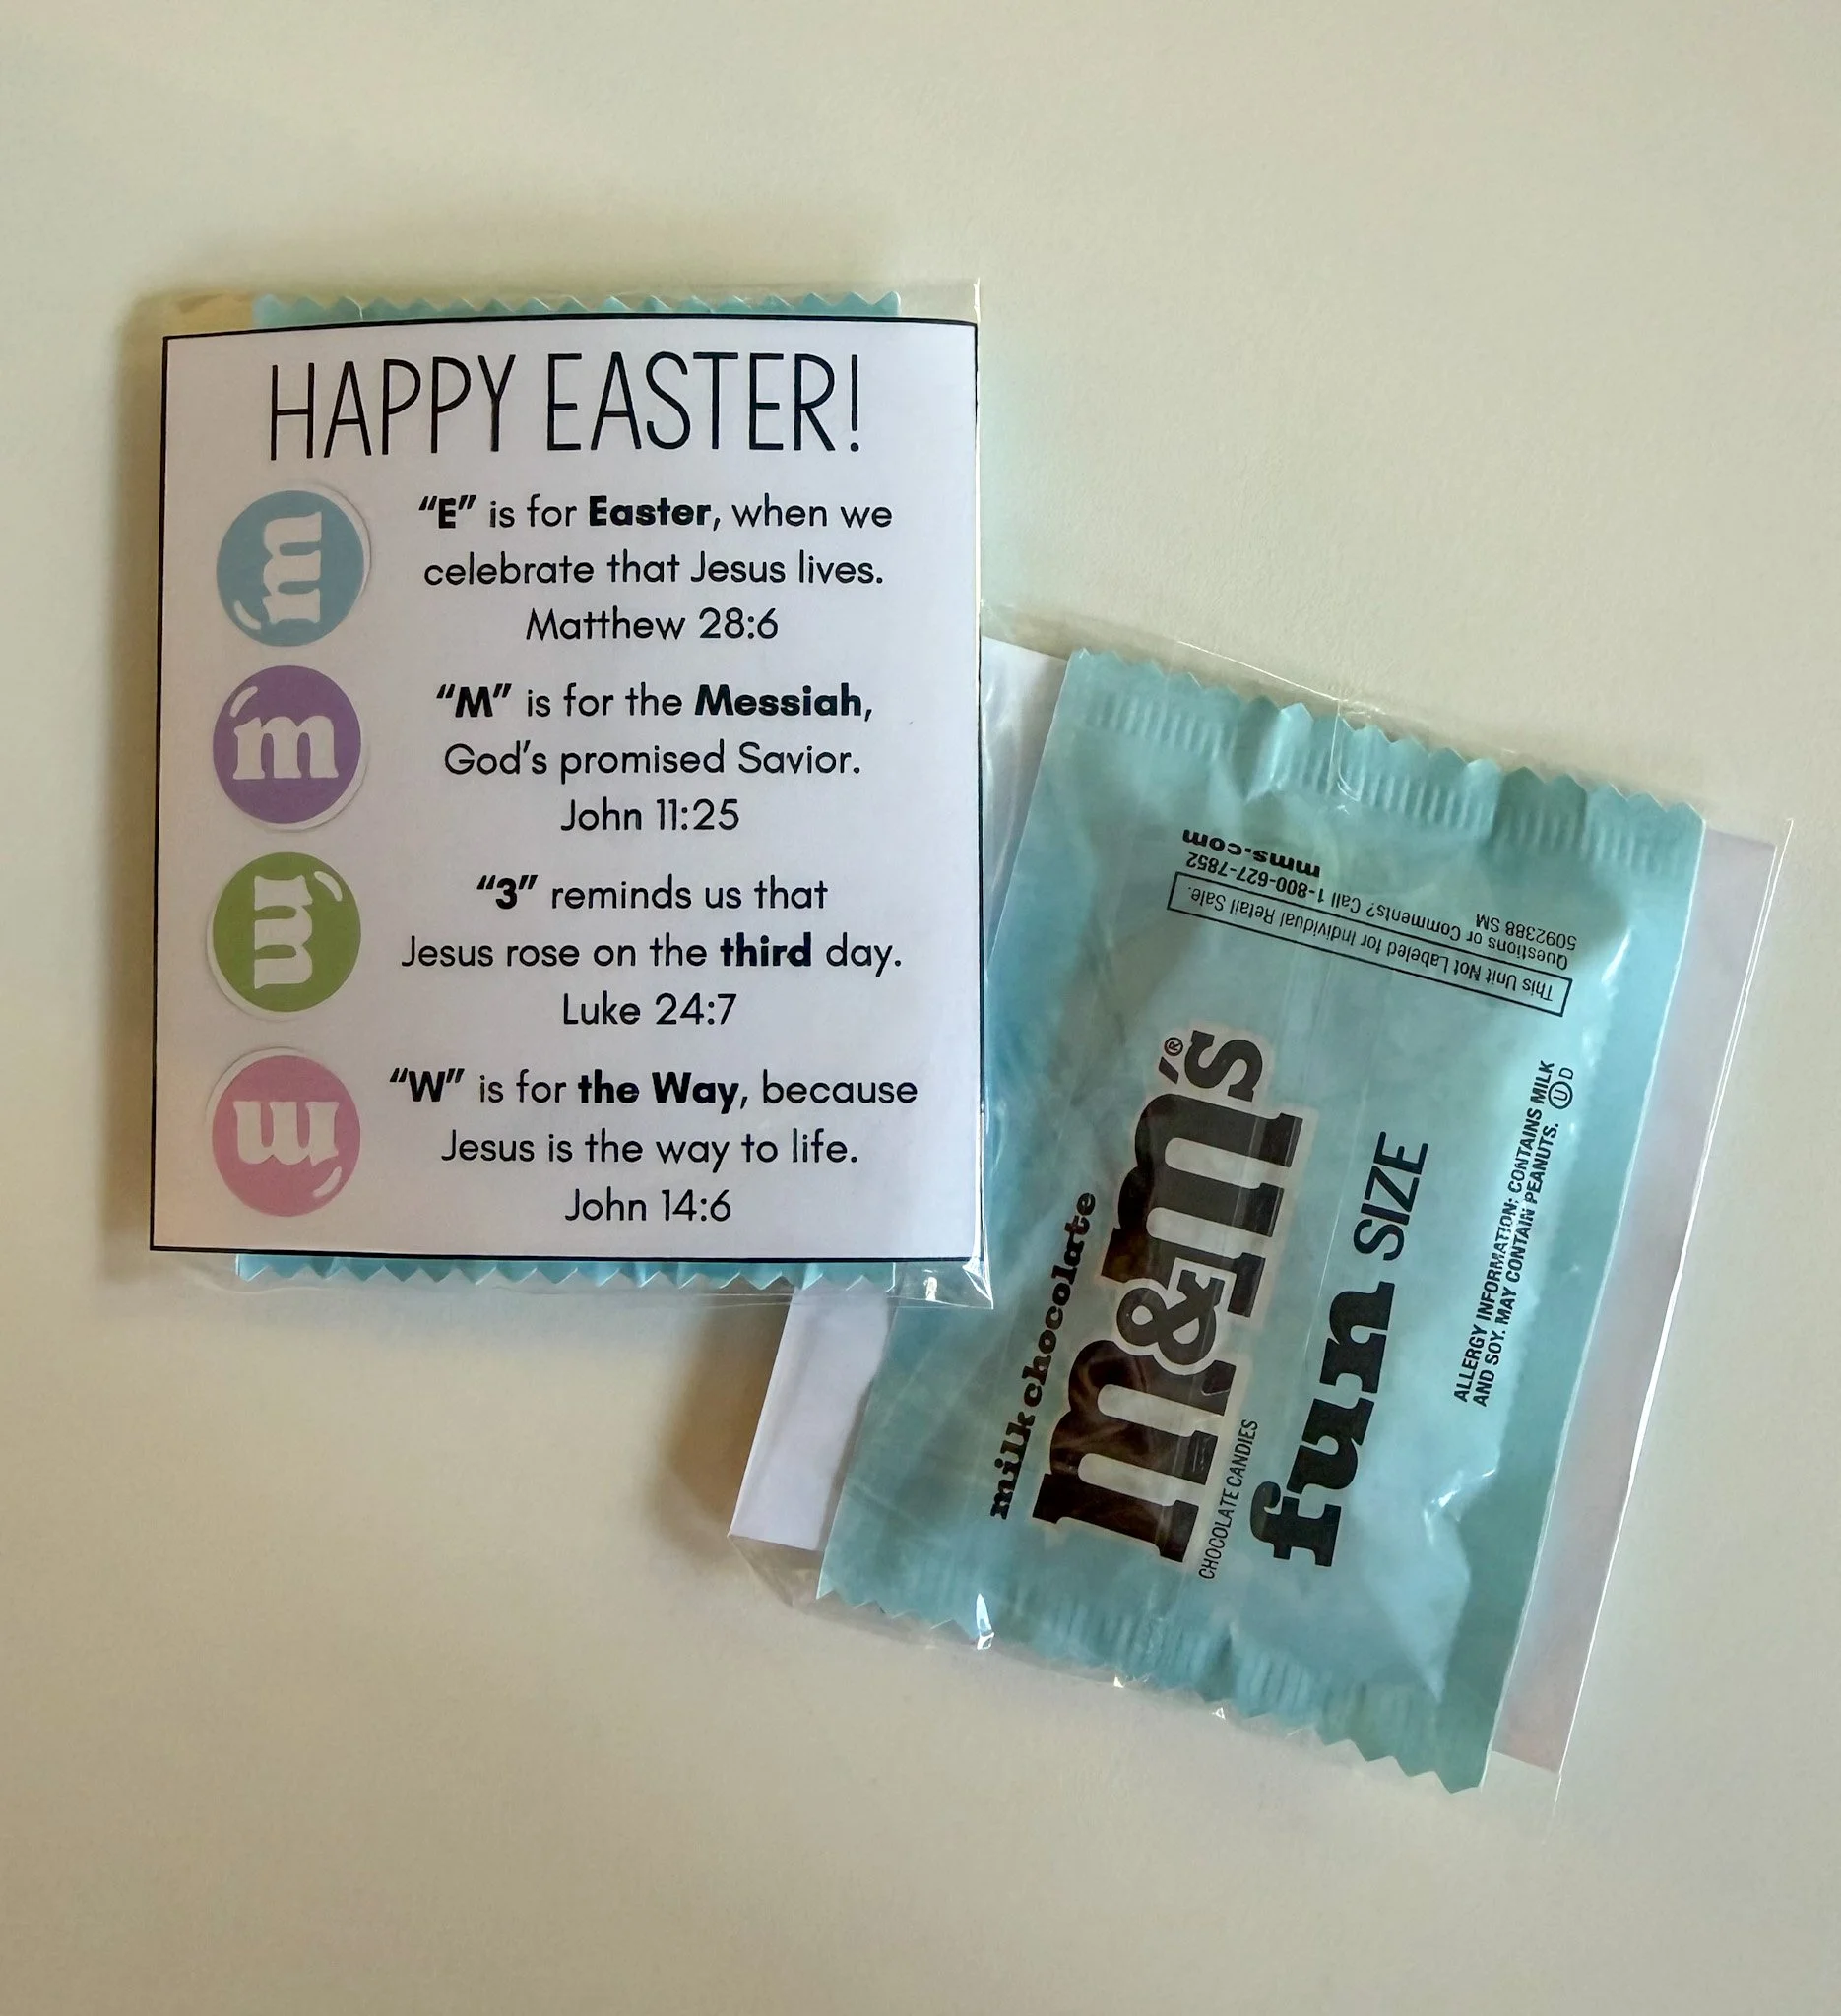 HAPPY EASTER!
m
“E” is for Easter, when we
celebrate that Jesus lives.
Matthew 28:6
m
“M” is for the Messiah,
God’s promised Savior.
John 11:25
m
“3” reminds us that
Jesus rose on the third day.
Luke 24:7
m
“W” is for the Way, because
Jesus is the way to life.
John 14:6
milk chocolate
m&m’s®
CHOCOLATE CANDIES
fun SIZE
ALLERGY INFORMATION: CONTAINS MILK
AND SOY. MAY CONTAIN PEANUTS. Ⓤ D
This Unit Not Labeled for Individual Retail Sale.
Questions or Comments? Call 1-800-627-7852
5092388 SM
mms.com